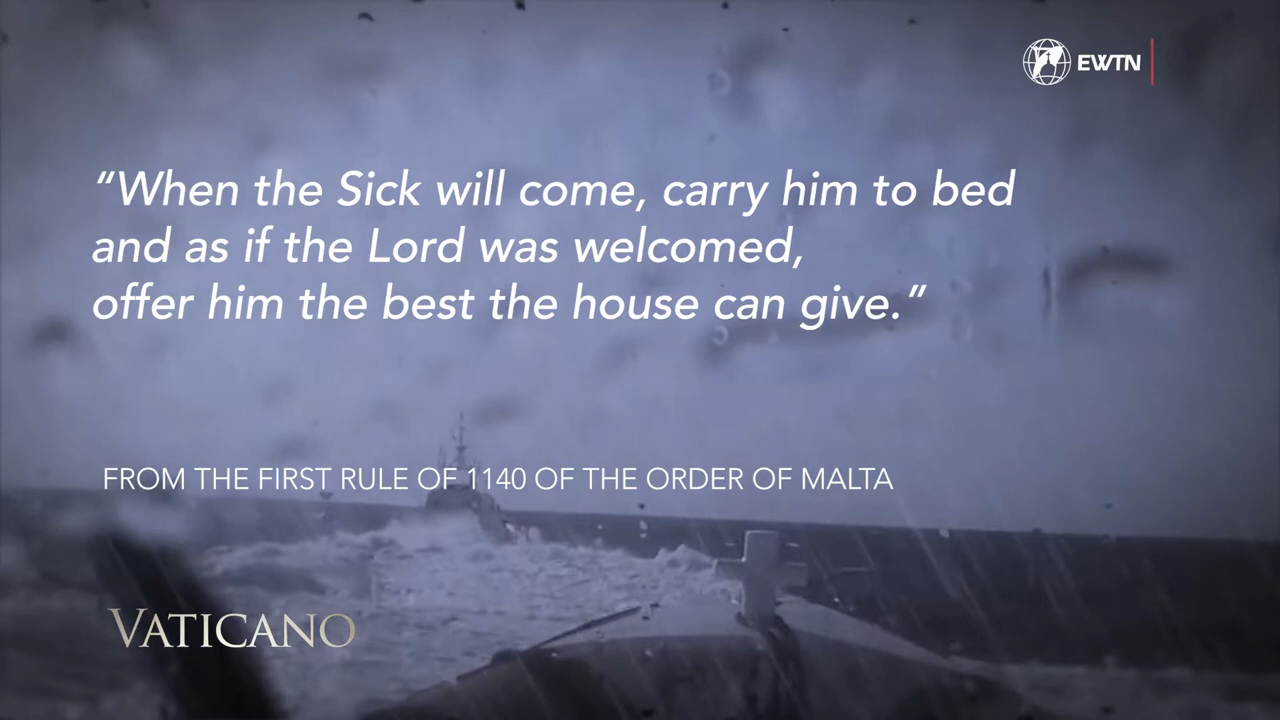 EWTN
“When the Sick will come, carry him to bed
and as if the Lord was welcomed,
offer him the best the house can give.”
FROM THE FIRST RULE OF 1140 OF THE ORDER OF MALTA
VATICANO